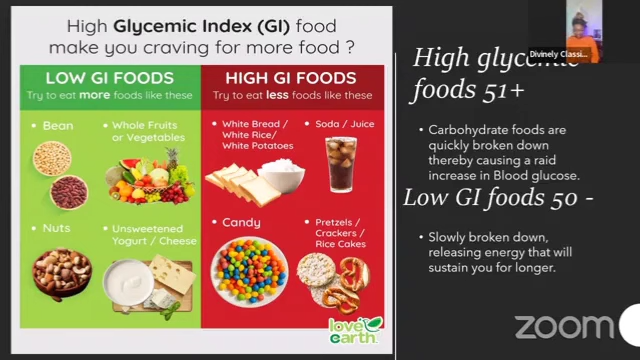 High Glycemic Index (GI) food
make you craving for more food ?
LOW GI FOODS
Try to eat more foods like these
Bean
Whole Fruits
or Vegetables
Nuts
Unsweetened
Yogurt / Cheese
HIGH GI FOODS
Try to eat less foods like these
White Bread /
White Rice/
White Potatoes
Soda / Juice
Candy
Pretzels /
Crackers /
Rice Cakes
love
earth.
High glycemic
foods 51+
Carbohydrate foods are
quickly broken down
thereby causing a raid
increase in Blood glucose.
Low GI foods 50 -
Slowly broken down,
releasing energy that will
sustain you for longer.
Divinely Classi...
zoom